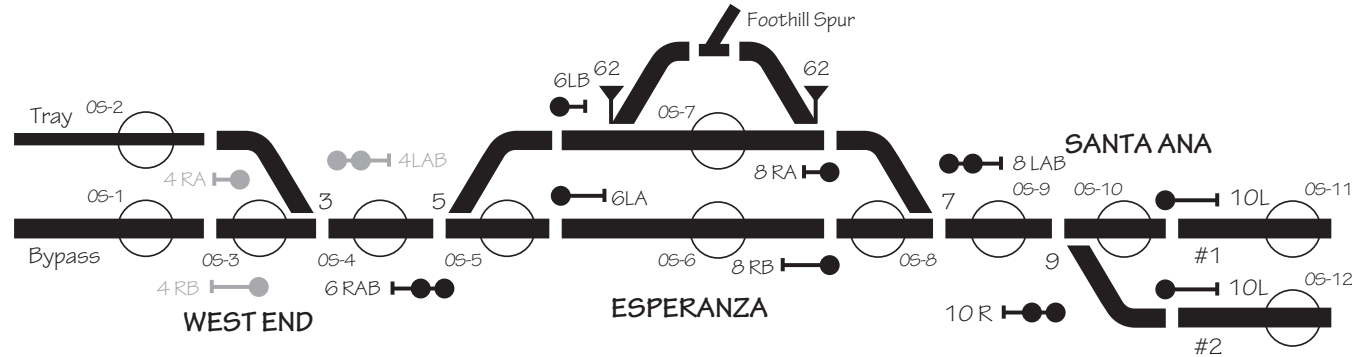 Foothill Spur
6LB
62
62
Tray
OS-2
OS-7
SANTA ANA
4LAB
8 LAB
4 RA
8 RA
OS-9
OS-10
OS-11
OS-1
3
5
6LA
7
10L
Bypass
OS-3
OS-4
OS-5
OS-6
8 RB
OS-8
9
#1
OS-12
4 RB
6 RAB
10L
WEST END
ESPERANZA
10 R
#2